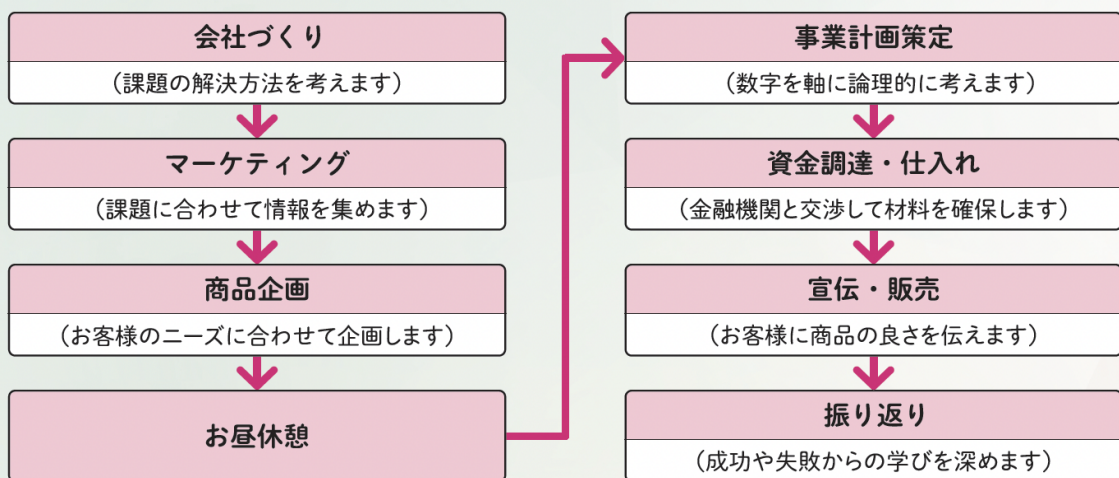 会社づくり
（課題の解決方法を考えます）
マーケティング
（課題に合わせて情報を集めます）
商品企画
（お客様のニーズに合わせて企画します）
お昼休憩
事業計画策定
（数字を軸に論理的に考えます）
資金調達・仕入れ
（金融機関と交渉して材料を確保します）
宣伝・販売
（お客様に商品の良さを伝えます）
振り返り
（成功や失敗からの学びを深めます）